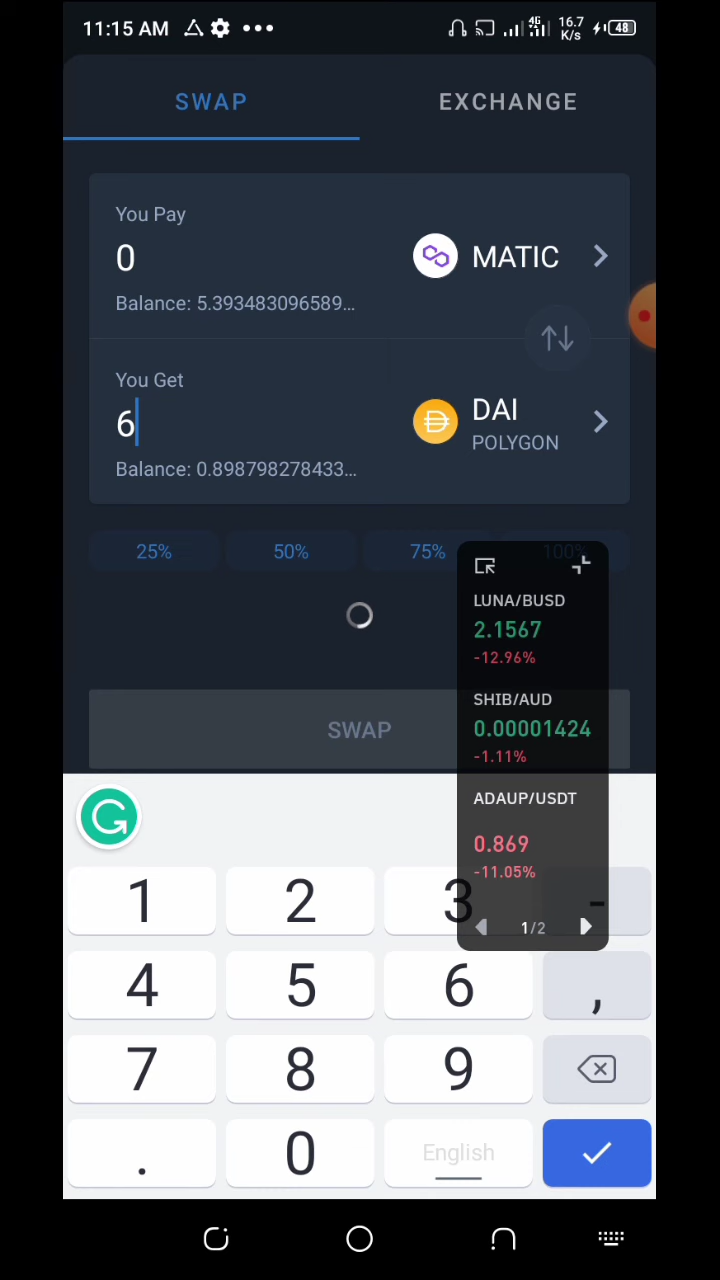 11:15 AM
4G
16.7
K/s
48
SWAP
EXCHANGE
You Pay
0
MATIC
Balance: 5.393483096589...
You Get
6
DAI
POLYGON
Balance: 0.898798278433...
25%
50%
75%
100%
LUNA/BUSD
2.1567
-12.96%
SHIB/AUD
0.00001424
-1.11%
SWAP
ADAUP/USDT
0.869
-11.05%
1/2
1
2
3
-
4
5
6
,
7
8
9
.
0
English